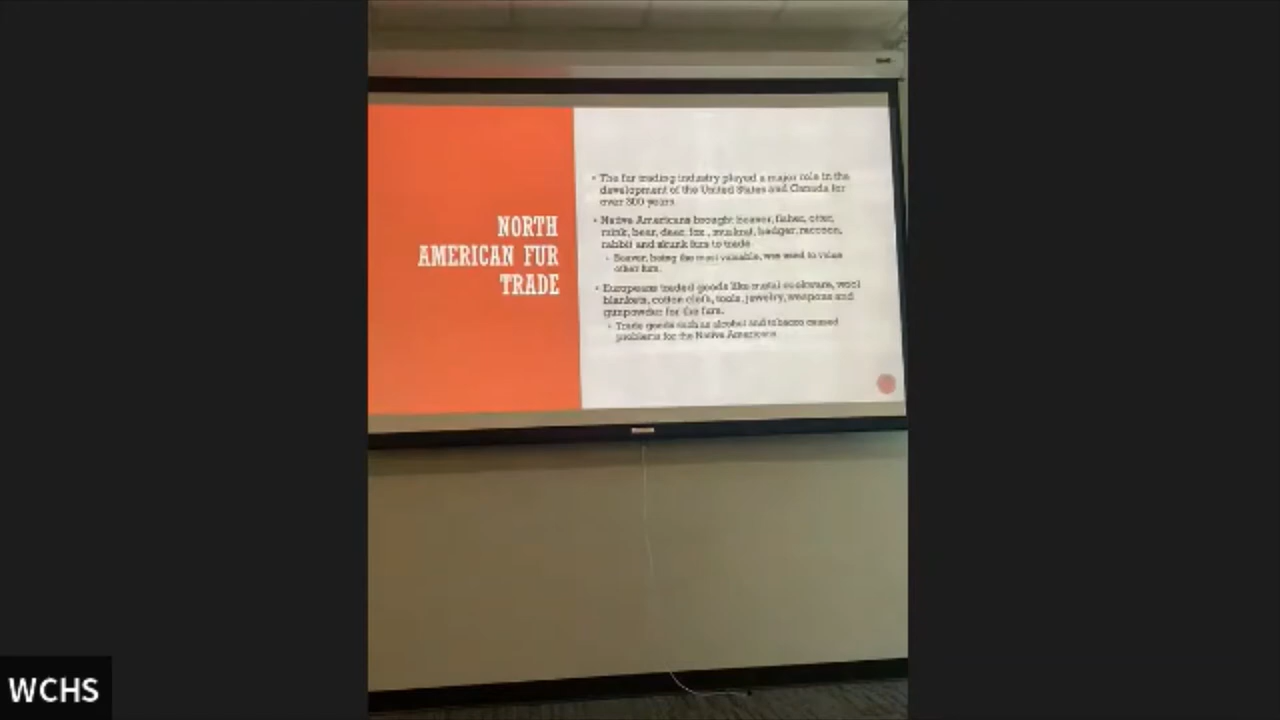 NORTH
AMERICAN FUR
TRADE
• The fur trading industry played a major role in the
development of the United States and Canada for
over 300 years.
• Native Americans brought beaver, fisher, otter,
mink, bear, deer, fox , muskrat, badger, raccoon,
rabbit and skunk furs to trade.
• Beaver, being the most valuable, was used to value
other furs.
• Europeans traded goods like metal cookware, wool
blankets, cotton cloth, tools, jewelry, weapons and
gunpowder for the furs.
• Trade goods such as alcohol and tobacco caused
problems for the Native Americans.
WCHS